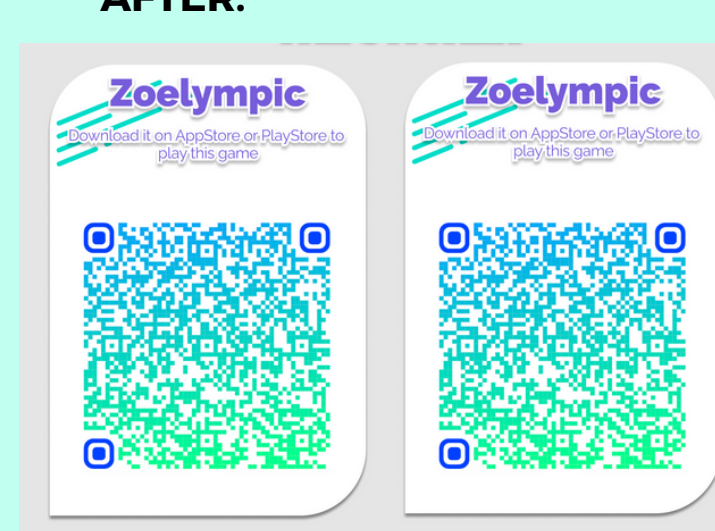 AFTER:
Zoelympic
Download it on AppStore or PlayStore to
play this game
Zoelympic
Download it on AppStore or PlayStore to
play this game